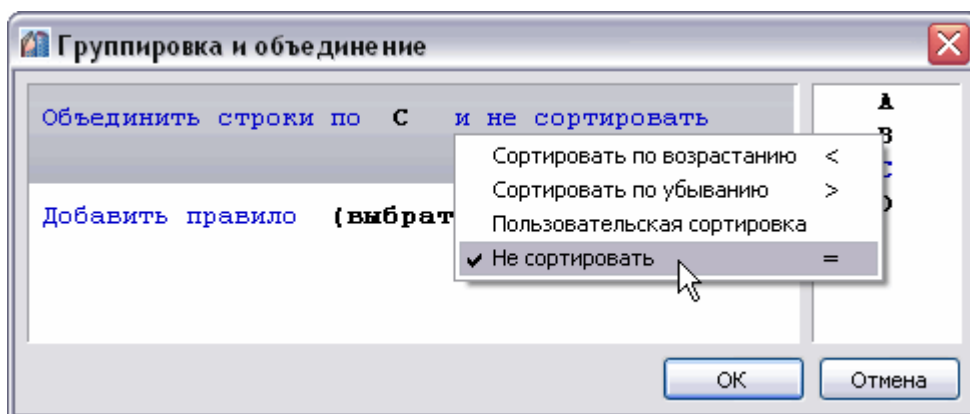 Группировка и объединение
Объединить строки по C и не сортировать
Добавить правило (выбрат
Сортировать по возрастанию <
Сортировать по убыванию >
Пользовательская сортировка
Не сортировать =
A
B
C
OK
Отмена